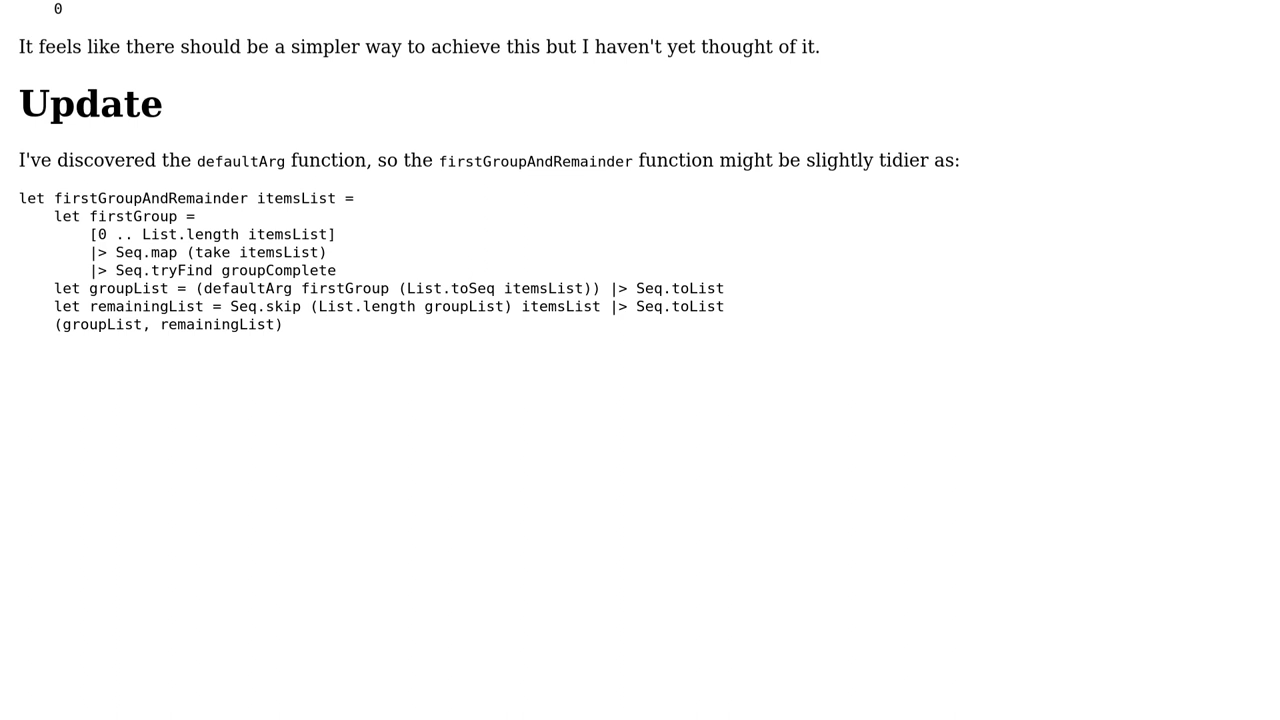 0
It feels like there should be a simpler way to achieve this but I haven't yet thought of it.
Update
I've discovered the defaultArg function, so the firstGroupAndRemainder function might be slightly tidier as:
let firstGroupAndRemainder itemsList =
    let firstGroup =
        [0 .. List.length itemsList]
        |> Seq.map (take itemsList)
        |> Seq.tryFind groupComplete
    let groupList = (defaultArg firstGroup (List.toSeq itemsList)) |> Seq.toList
    let remainingList = Seq.skip (List.length groupList) itemsList |> Seq.toList
    (groupList, remainingList)